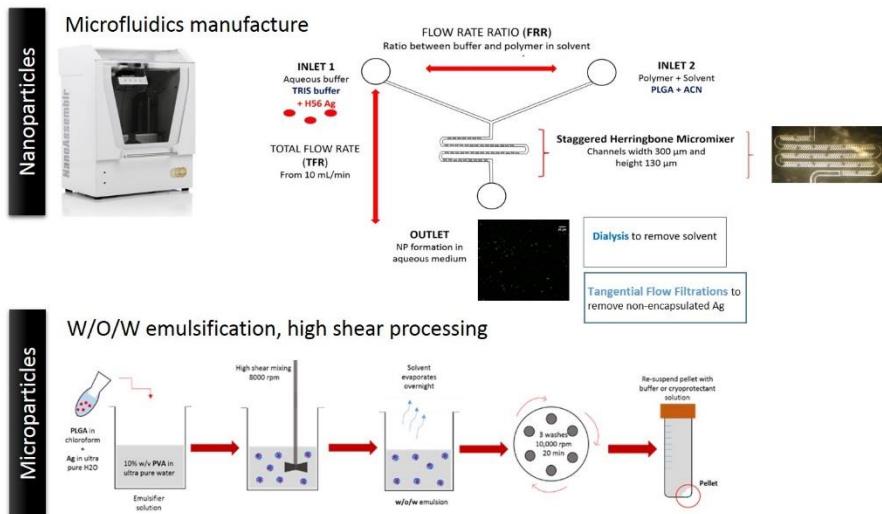 Nanoparticles
Microfluidics manufacture
NanoAssemblr
FLOW RATE RATIO (FRR)
Ratio between buffer and polymer in solvent
INLET 1
Aqueous buffer
TRIS buffer
+ H56 Ag
INLET 2
Polymer + Solvent
PLGA + ACN
TOTAL FLOW RATE
(TFR)
From 10 mL/min
Staggered Herringbone Micromixer
Channels width 300 µm and
height 130 µm
OUTLET
NP formation in
aqueous medium
Dialysis to remove solvent
Tangential Flow Filtrations to
remove non-encapsulated Ag
Microparticles
W/O/W emulsification, high shear processing
PLGA in
chloroform
+
Ag in ultra
pure H2O
10% w/v PVA in
ultra pure water
Emulsifier
solution
High shear mixing
8000 rpm
Solvent
evaporates
overnight
w/o/w emulsion
3 washes
10,000 rpm
20 min
Re-suspend pellet with
buffer or cryoprotectant
solution
Pellet